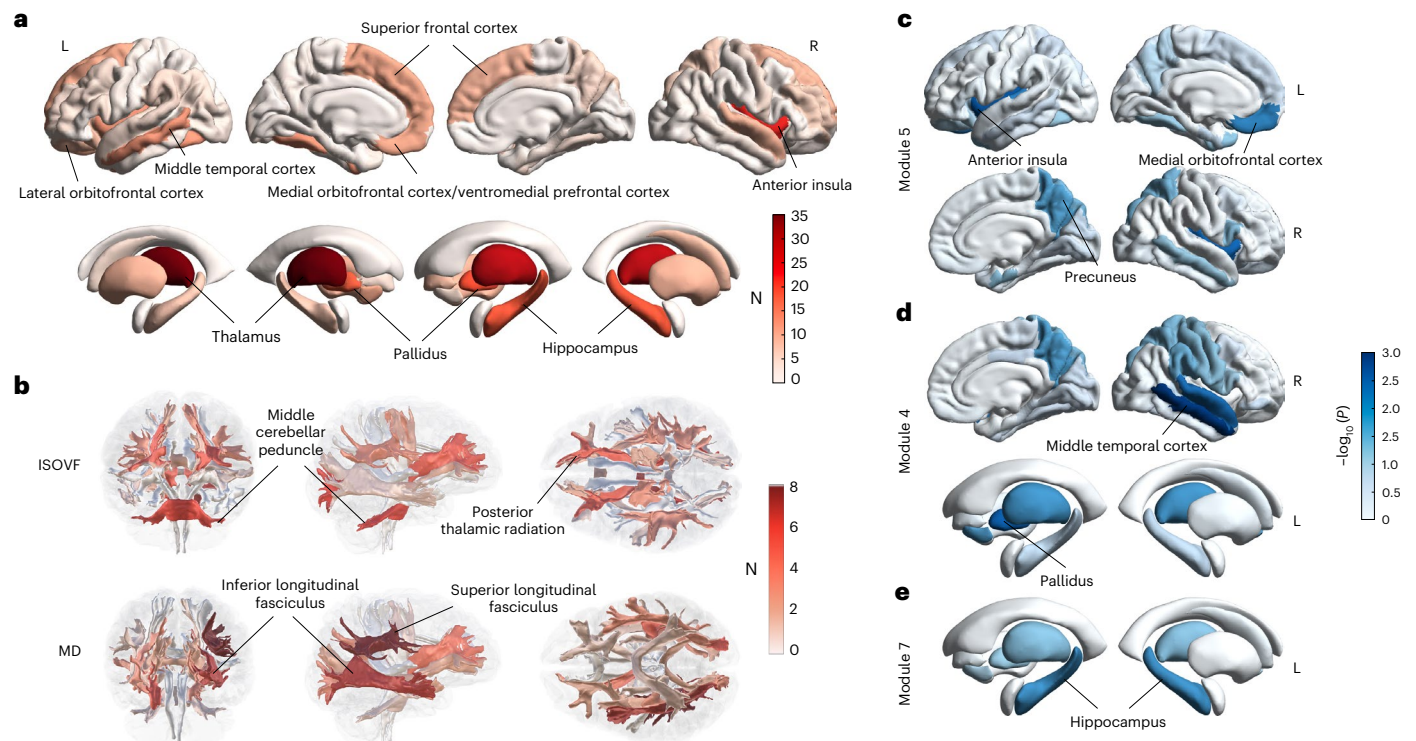 a
Superior frontal cortex
L
R
Middle temporal cortex
Lateral orbitofrontal cortex
Medial orbitofrontal cortex/ventromedial prefrontal cortex
Anterior insula
Thalamus
Pallidus
Hippocampus
N
35
30
25
20
15
10
5
0
b
ISOVF
Middle
cerebellar
peduncle
Posterior
thalamic radiation
MD
Inferior longitudinal
fasciculus
Superior longitudinal
fasciculus
N
8
6
4
2
0
c
Module 5
L
Anterior insula
Medial orbitofrontal cortex
R
Precuneus
d
Module 4
R
Middle temporal cortex
L
Pallidus
e
Module 7
L
Hippocampus
–log10 (P)
3.0
2.5
2.0
1.5
1.0
0.5
0